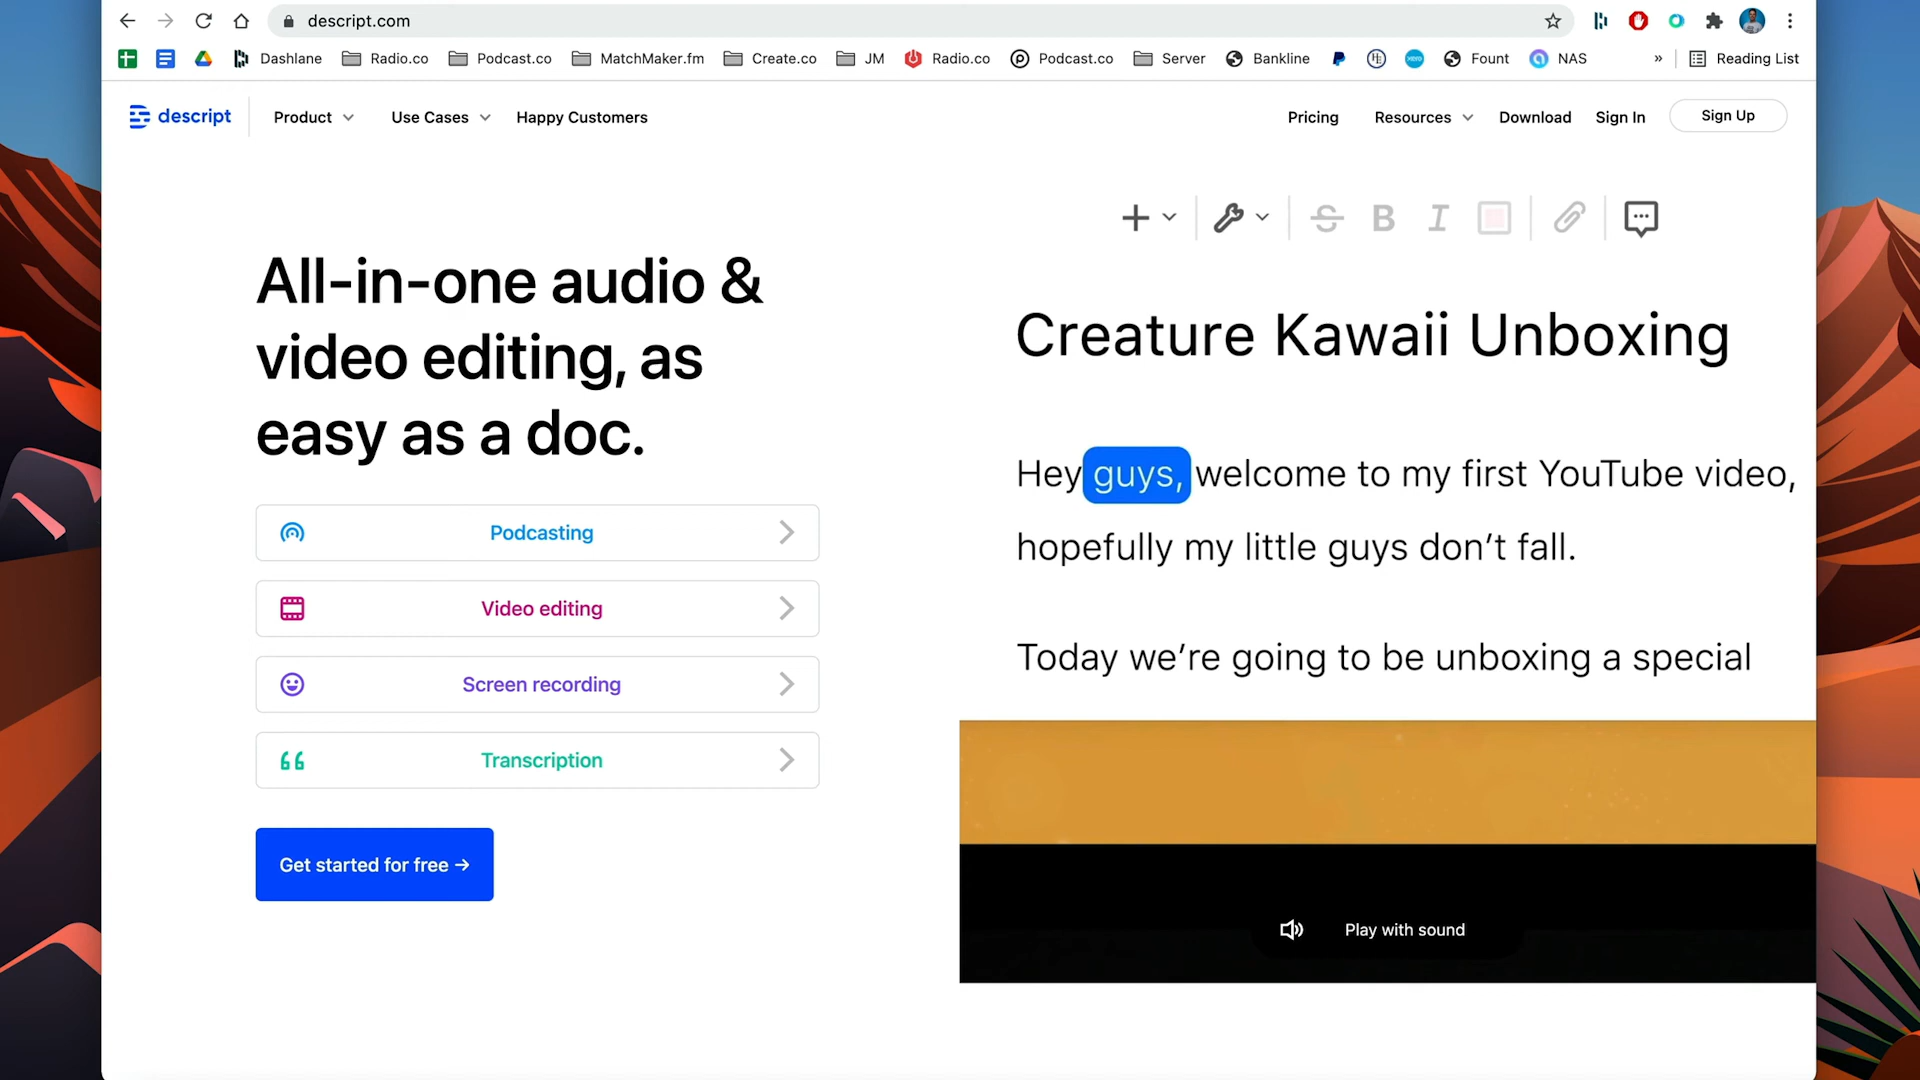 descript.com
Dashlane Radio.co Podcast.co MatchMaker.fm Create.co JM Radio.co Podcast.co Server Bankline Fount NAS » Reading List
descript Product Use Cases Happy Customers Pricing Resources Download Sign In Sign Up
B I
All-in-one audio &
video editing, as
easy as a doc.
Podcasting
Video editing
Screen recording
Transcription
Get started for free →
Creature Kawaii Unboxing
Hey guys, welcome to my first YouTube video,
hopefully my little guys don’t fall.
Today we’re going to be unboxing a special
Play with sound